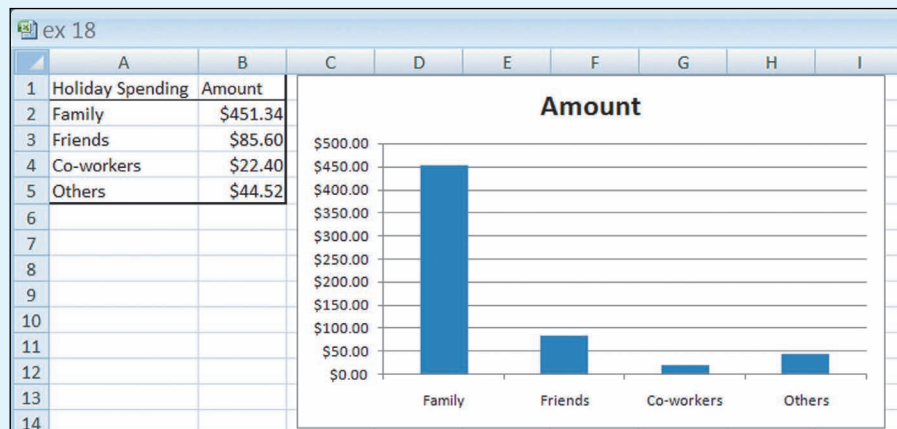 ex 18
A B C D E F G H I
1 Holiday Spending Amount
2 Family $451.34
3 Friends $85.60
4 Co-workers $22.40
5 Others $44.52
6
7
8
9
10
11
12
13
14
Amount
$500.00
$450.00
$400.00
$350.00
$300.00
$250.00
$200.00
$150.00
$100.00
$50.00
$0.00
Family Friends Co-workers Others